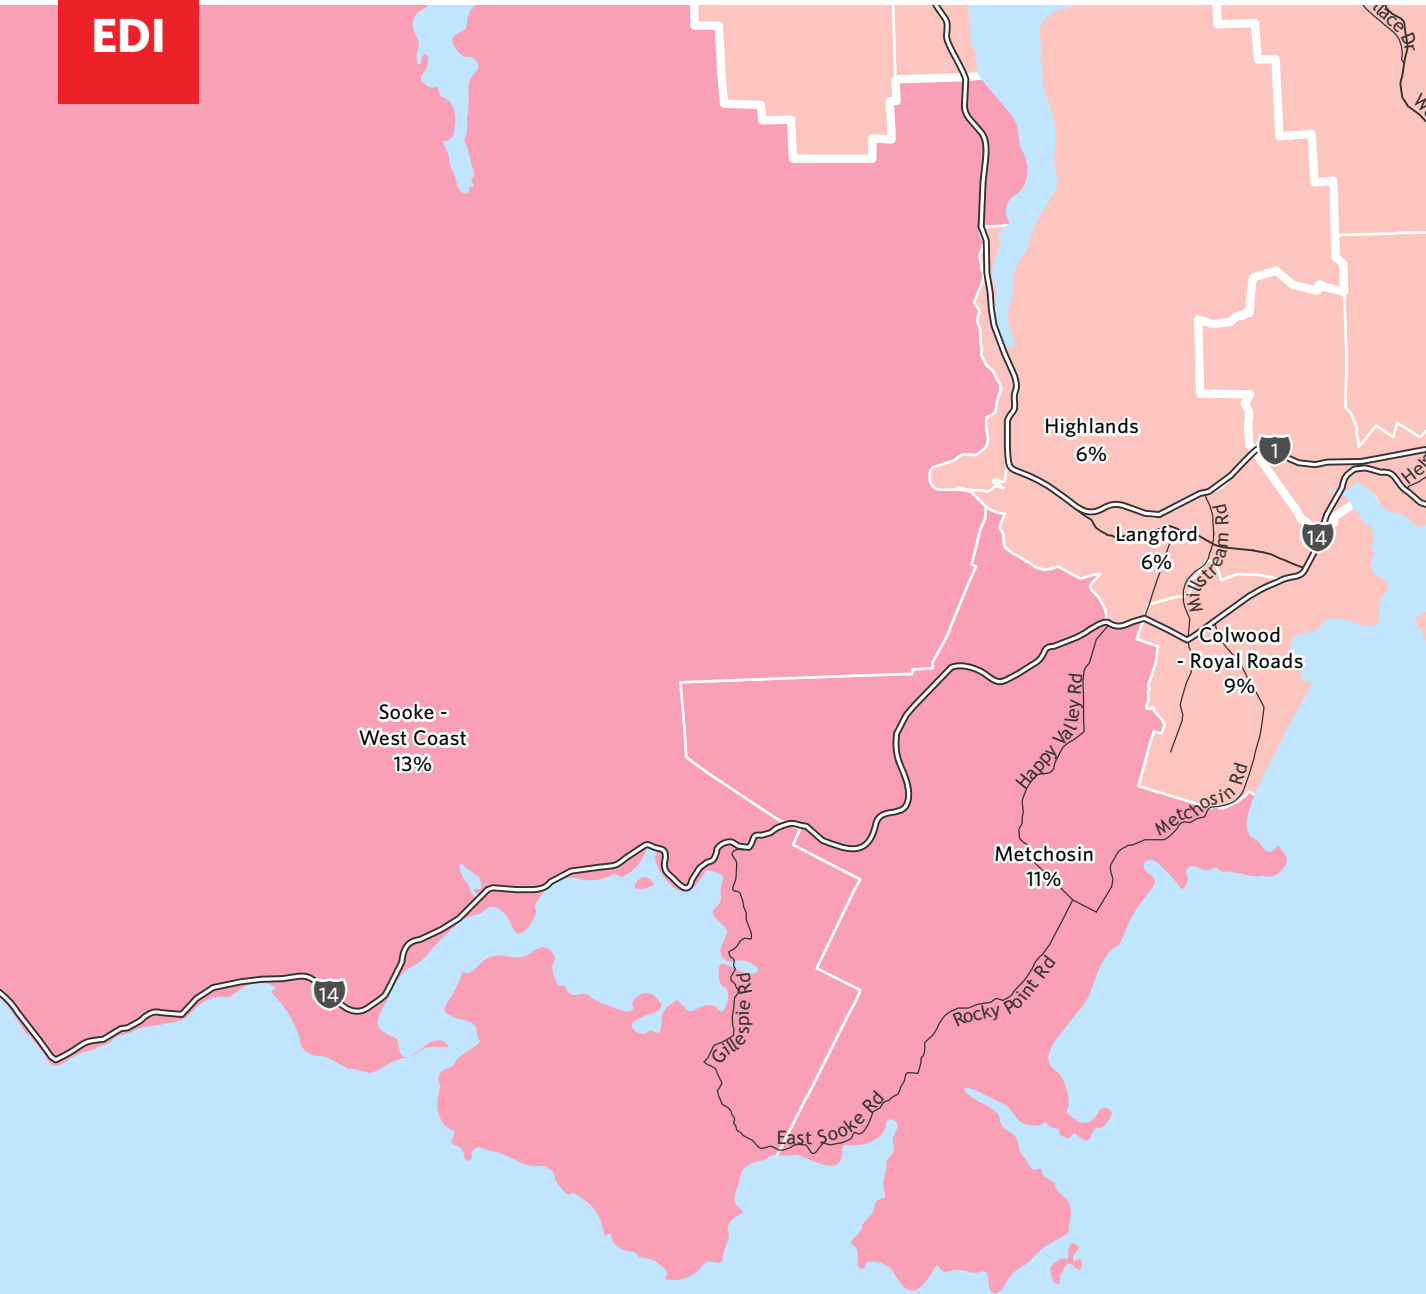 EDI
1
Highlands
6%
Langford
6%
Millstream Rd
14
Colwood
- Royal Roads
9%
Happy Valley Rd
Sooke -
West Coast
13%
Metchosin Rd
Metchosin
11%
14
Gillespie Rd
Rocky Point Rd
East Sooke Rd